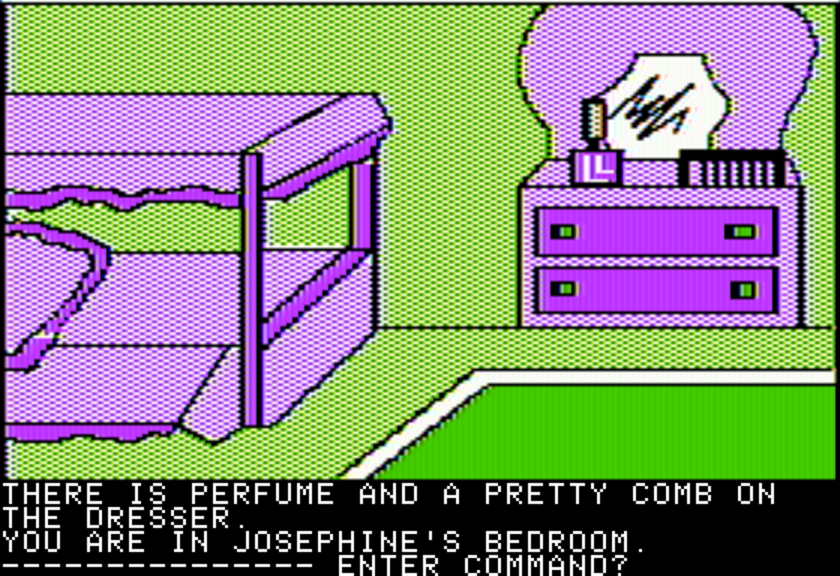 THERE IS PERFUME AND A PRETTY COMB ON
THE DRESSER.
YOU ARE IN JOSEPHINE'S BEDROOM.
--------------- ENTER COMMAND?